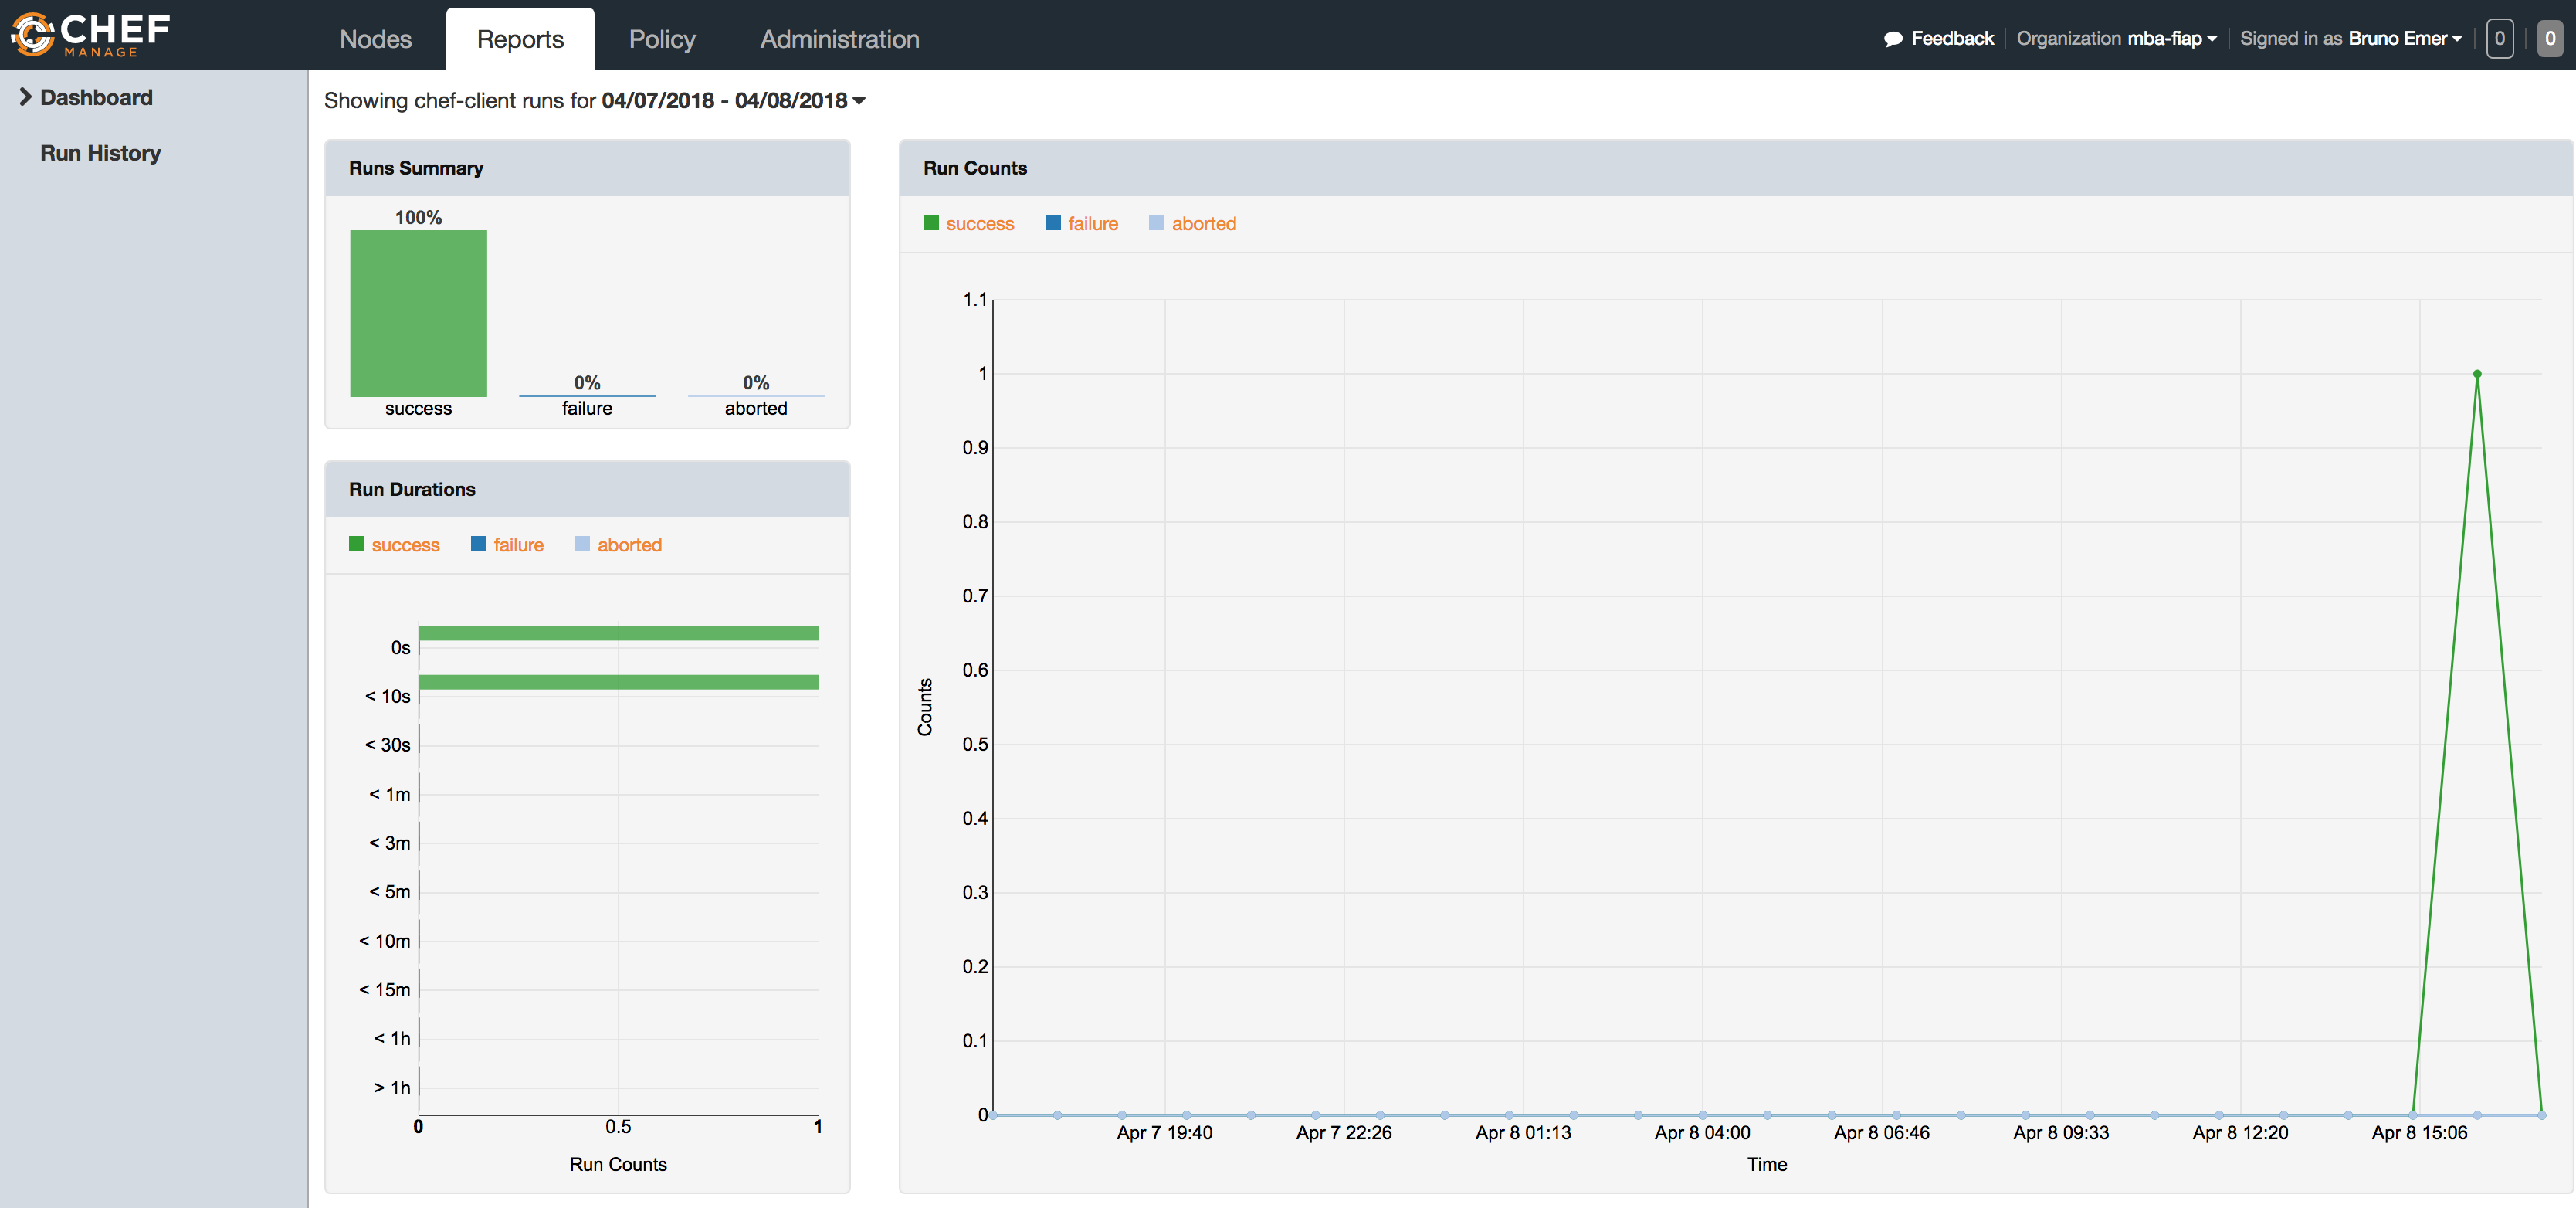 CHEF
MANAGE
Nodes
Reports
Policy
Administration
Feedback
Organization mba-fiap
Signed in as Bruno Emer
0
0
Dashboard
Run History
Showing chef-client runs for 04/07/2018 - 04/08/2018
Runs Summary
100%
0%
0%
success
failure
aborted
Run Durations
success
failure
aborted
0s
< 10s
< 30s
< 1m
< 3m
< 5m
< 10m
< 15m
< 1h
> 1h
0
0.5
1
Run Counts
Run Counts
success
failure
aborted
1.1
1
0.9
0.8
0.7
0.6
0.5
0.4
0.3
0.2
0.1
0
Counts
Apr 7 19:40
Apr 7 22:26
Apr 8 01:13
Apr 8 04:00
Apr 8 06:46
Apr 8 09:33
Apr 8 12:20
Apr 8 15:06
Time